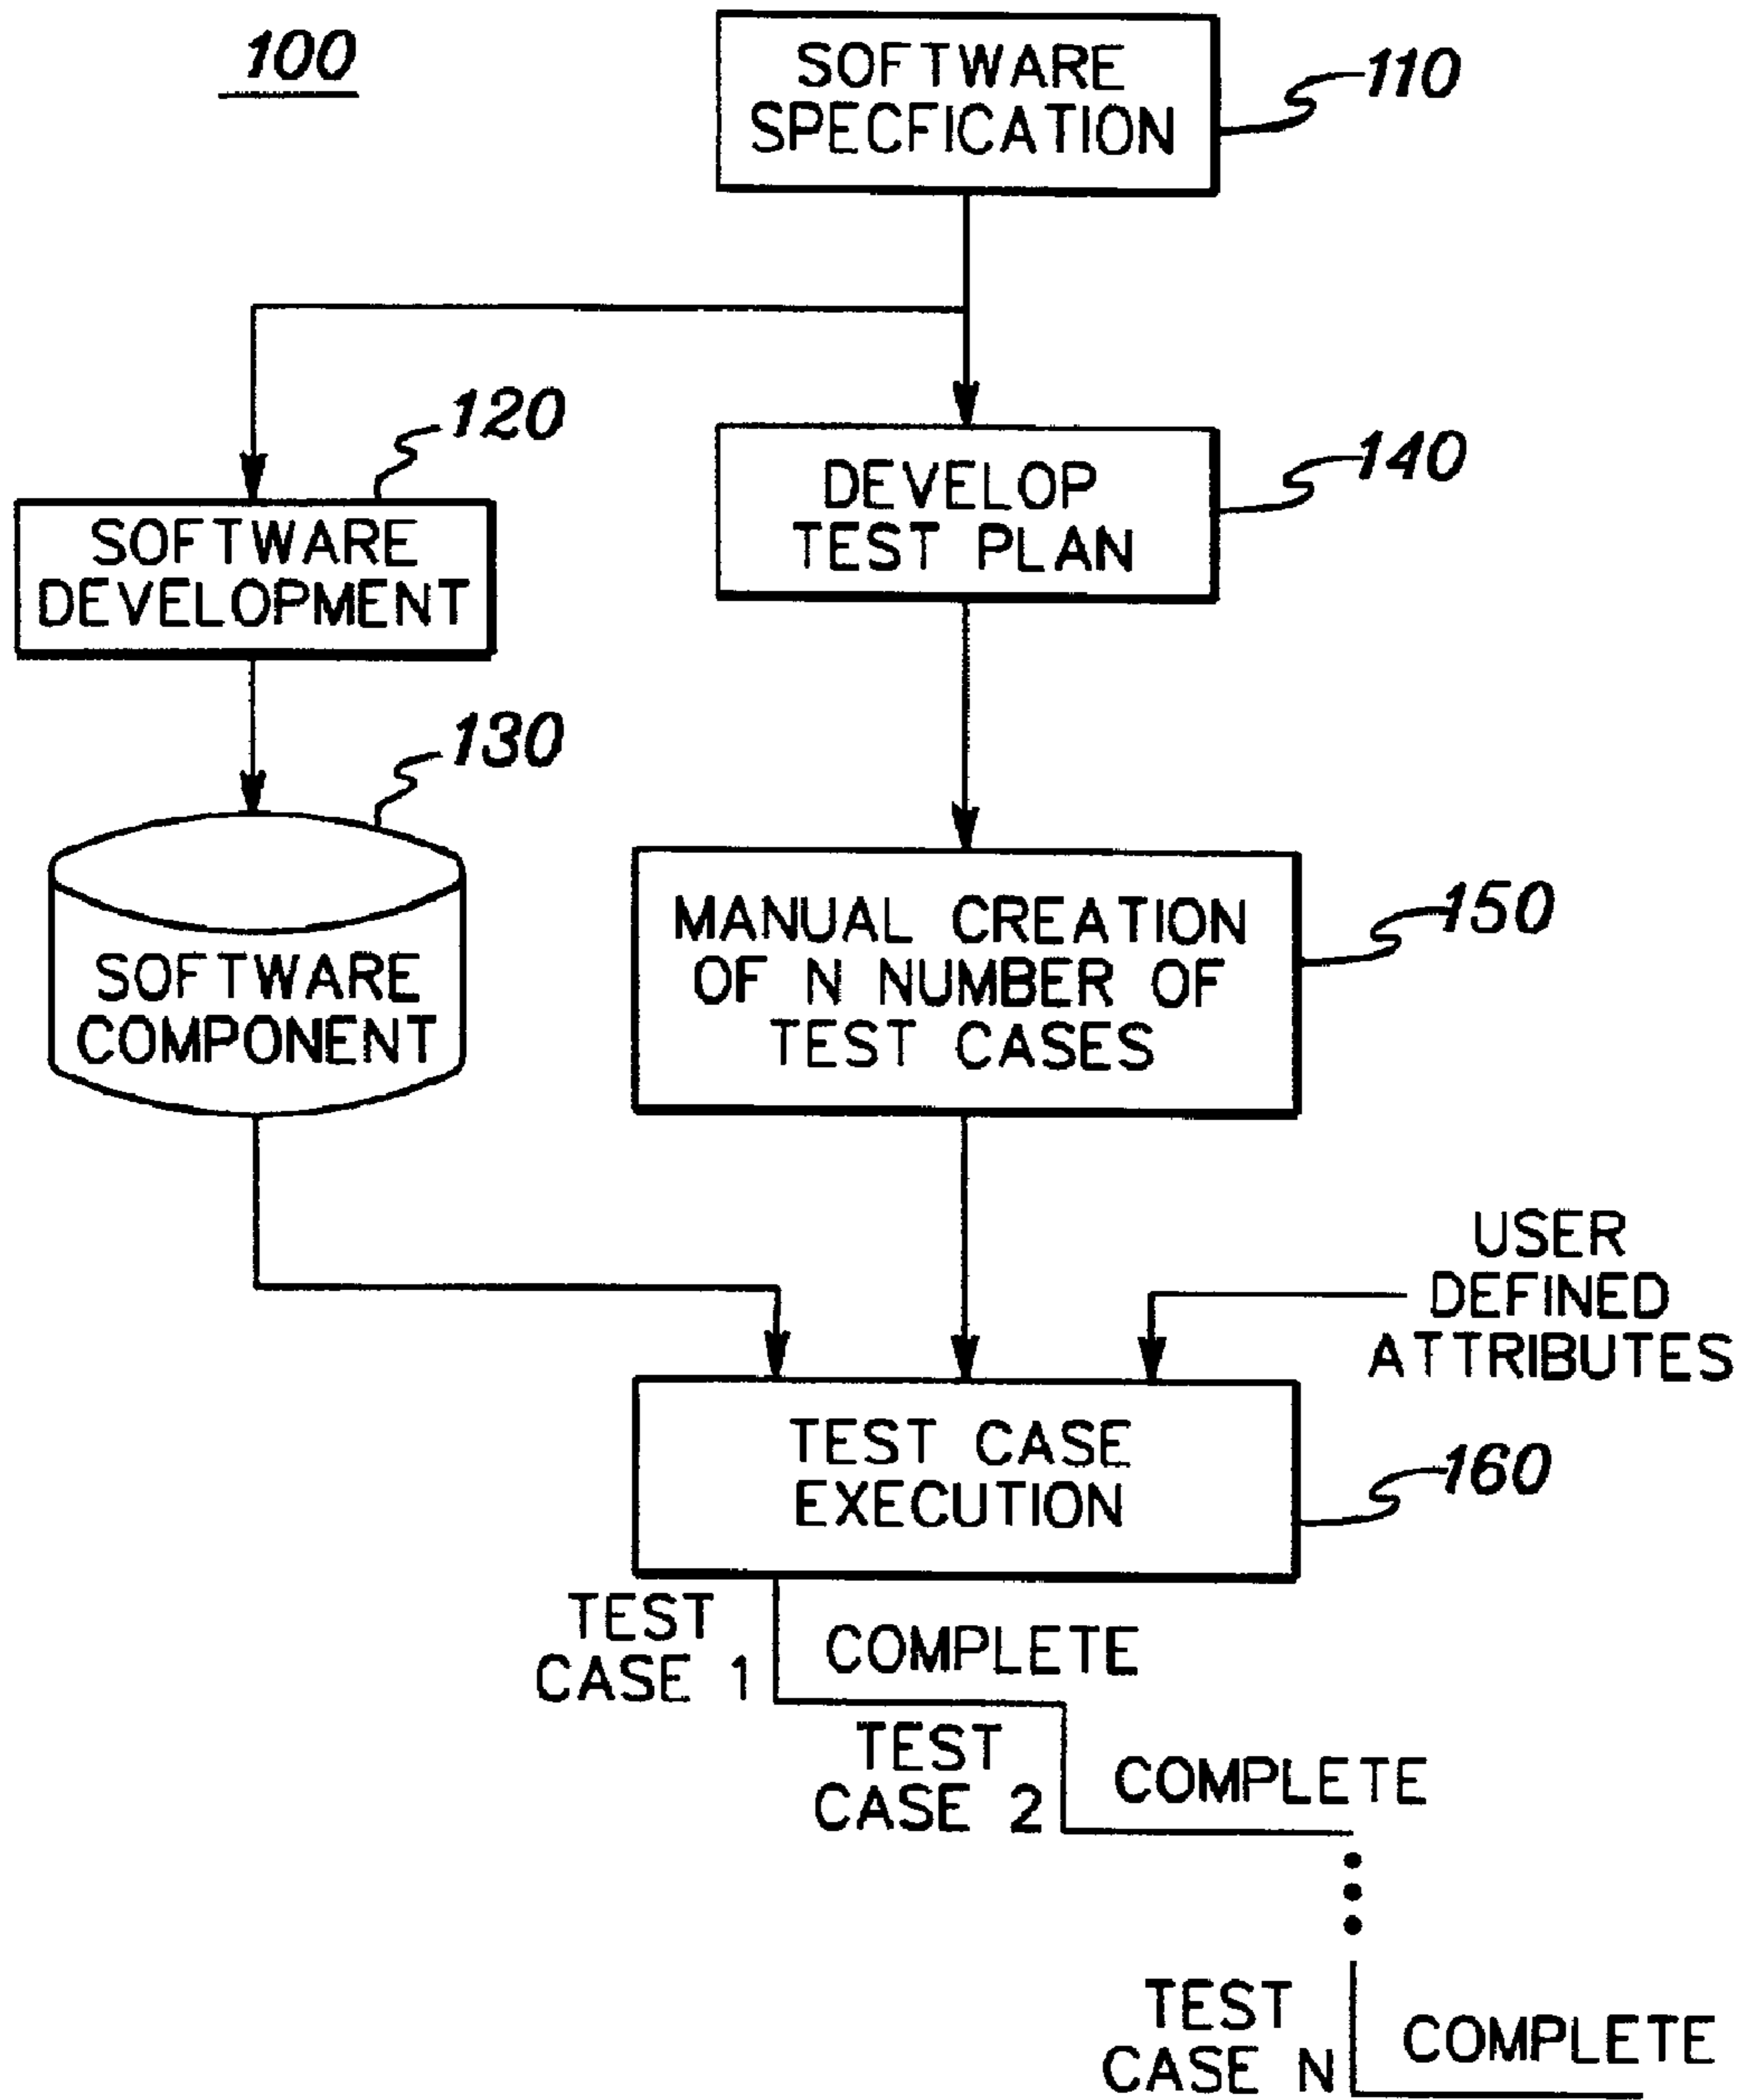 100
SOFTWARE
SPECFICATION
110
120
SOFTWARE
DEVELOPMENT
DEVELOP
TEST PLAN
140
130
SOFTWARE
COMPONENT
MANUAL CREATION
OF N NUMBER OF
TEST CASES
150
USER
DEFINED
ATTRIBUTES
TEST CASE
EXECUTION
160
TEST
CASE 1
COMPLETE
TEST
CASE 2
COMPLETE
TEST
CASE N
COMPLETE